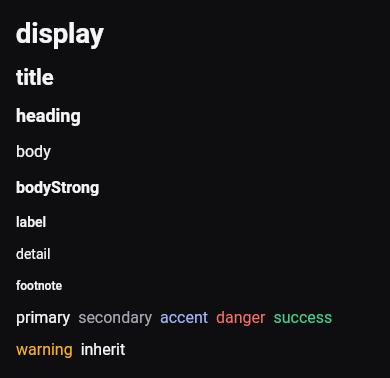 display
title
heading
body
bodyStrong
label
detail
footnote
primary secondary accent danger success
warning inherit